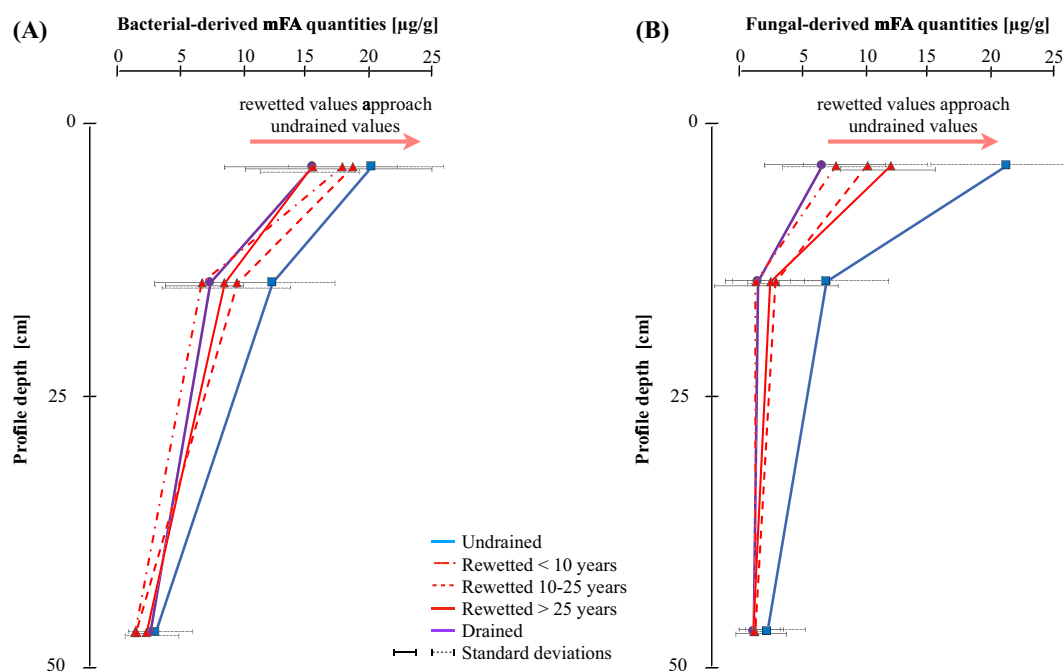 (A)
Bacterial-derived mFA quantities [µg/g]
0 5 10 15 20 25
rewetted values approach
undrained values
0
25
50
Profile depth [cm]
Undrained
Rewetted < 10 years
Rewetted 10-25 years
Rewetted > 25 years
Drained
Standard deviations
(B)
Fungal-derived mFA quantities [µg/g]
0 5 10 15 20 25
rewetted values approach
undrained values
0
25
50
Profile depth [cm]